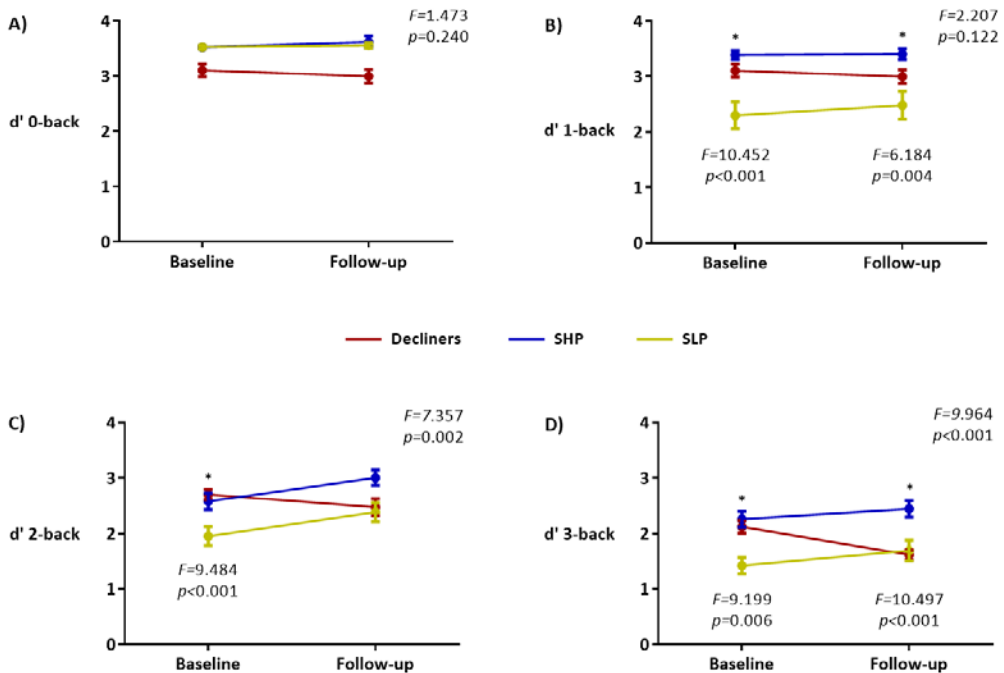 A)
F=1.473
p=0.240
4
3
d' 0-back
2
1
0
Baseline Follow-up
B)
F=2.207
p=0.122
4
* *
3
d' 1-back
2
F=10.452 F=6.184
p<0.001 p=0.004
1
0
Baseline Follow-up
Decliners SHP SLP
C)
F=7.357
p=0.002
4
3
*
d' 2-back
2
F=9.484
p<0.001
1
0
Baseline Follow-up
D)
F=9.964
p<0.001
4
3
* *
d' 3-back
2
1
F=9.199 F=10.497
p=0.006 p<0.001
0
Baseline Follow-up